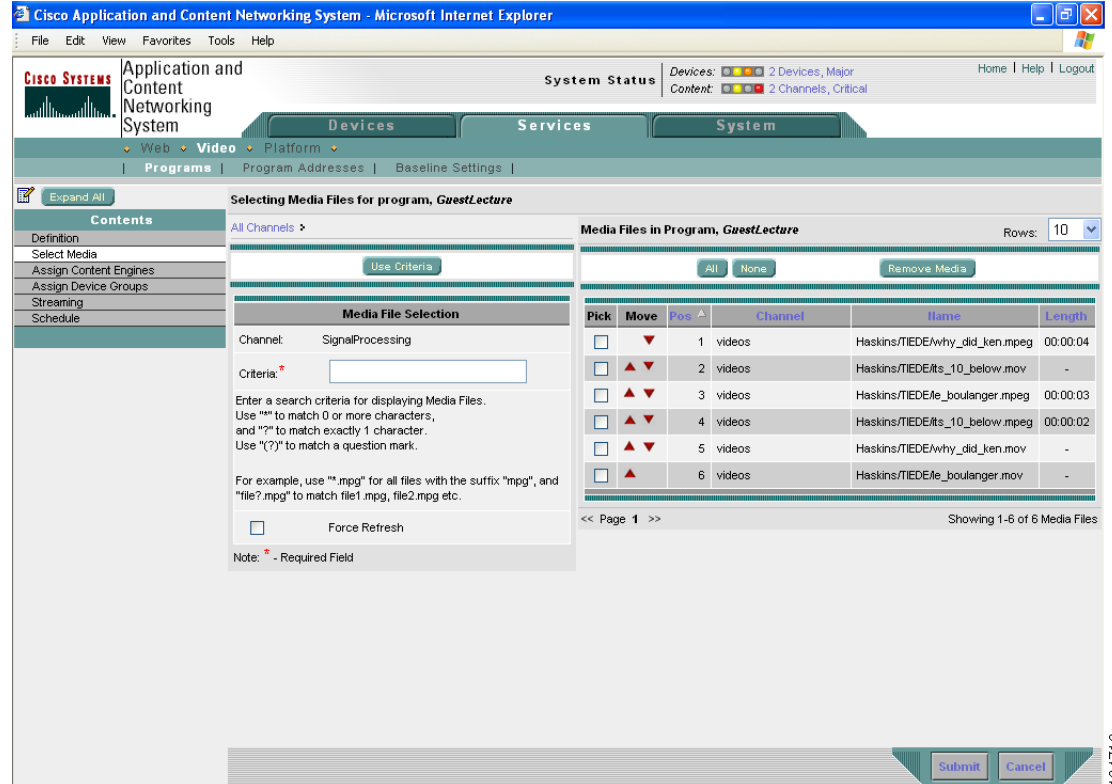 Cisco Application and Content Networking System - Microsoft Internet Explorer
File Edit View Favorites Tools Help
CISCO SYSTEMS
Application and
Content
Networking
System
System Status
Devices: 2 Devices, Major
Content: 2 Channels, Critical
Home | Help | Logout
Devices Services System
Web Video Platform
| Programs | Program Addresses | Baseline Settings |
Expand All
Contents
Definition
Select Media
Assign Content Engines
Assign Device Groups
Streaming
Schedule
Selecting Media Files for program, GuestLecture
All Channels
Use Criteria
Media File Selection
Channel: SignalProcessing
Criteria:*
Enter a search criteria for displaying Media Files.
Use "*" to match 0 or more characters,
and "?" to match exactly 1 character.
Use "(?)" to match a question mark.
For example, use "*.mpg" for all files with the suffix "mpg", and
"file?.mpg" to match file1.mpg, file2.mpg etc.
Force Refresh
Note: * - Required Field
Media Files in Program, GuestLecture
Rows: 10
All None Remove Media
Pick Move Pos Channel Name Length
1 videos Haskins/TIEDE/why_did_ken.mpeg 00:00:04
2 videos Haskins/TIEDE/its_10_below.mov -
3 videos Haskins/TIEDE/le_boulanger.mpeg 00:00:03
4 videos Haskins/TIEDE/its_10_below.mpeg 00:00:02
5 videos Haskins/TIEDE/why_did_ken.mov -
6 videos Haskins/TIEDE/le_boulanger.mov -
<< Page 1 >>
Showing 1-6 of 6 Media Files
Submit Cancel